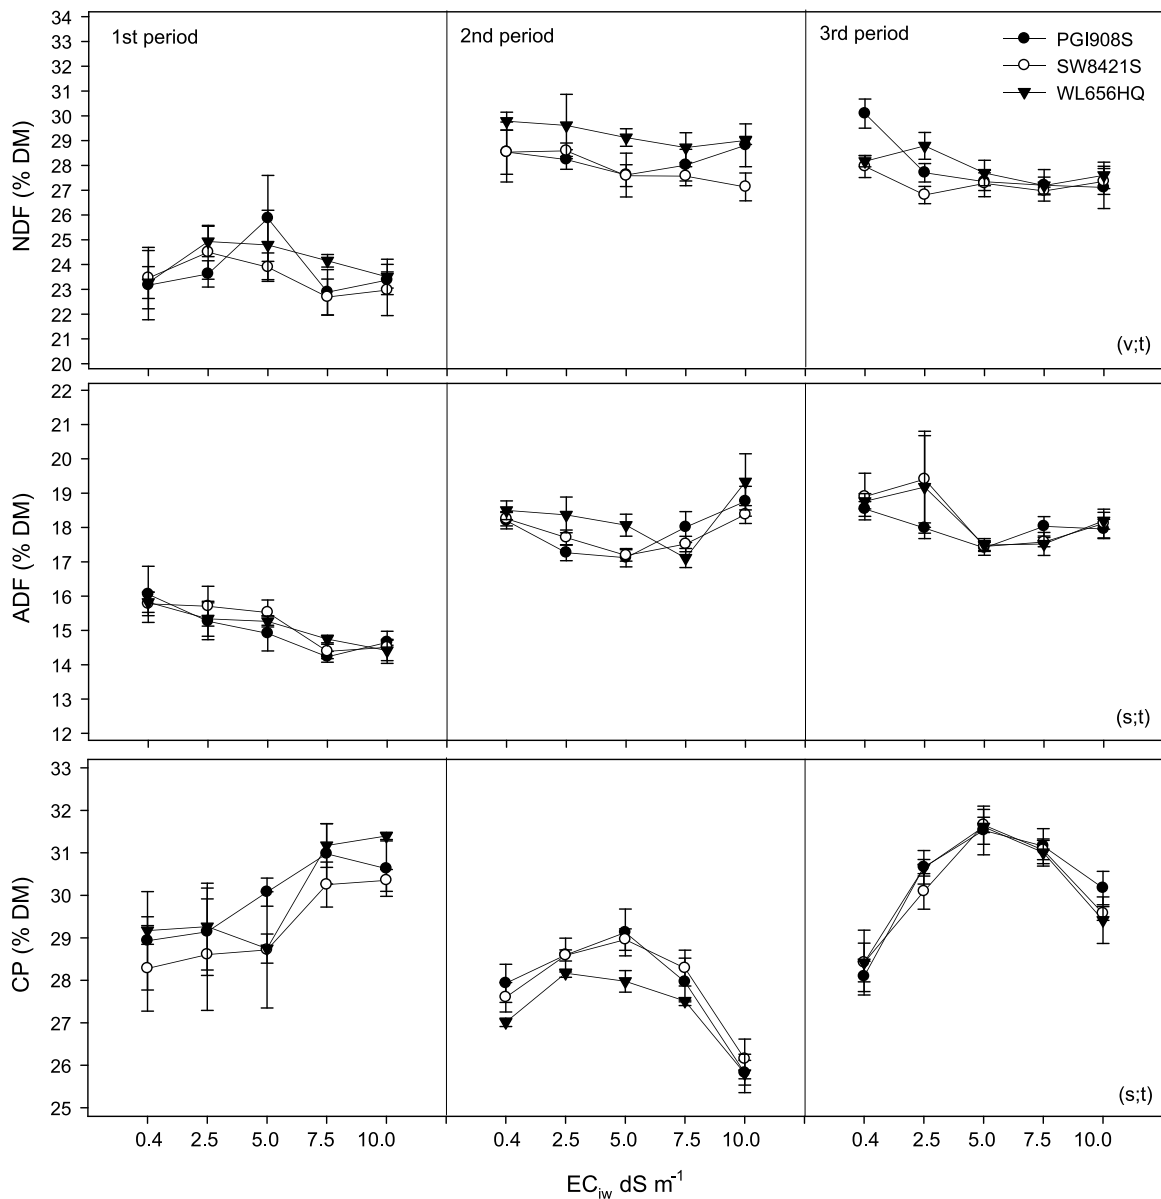 1st period
2nd period
3rd period
PGI908S
SW8421S
WL656HQ
NDF (% DM)
34
33
32
31
30
29
28
27
26
25
24
23
22
21
20
(v;t)
ADF (% DM)
22
21
20
19
18
17
16
15
14
13
12
(s;t)
CP (% DM)
33
32
31
30
29
28
27
26
25
(s;t)
0.4 2.5 5.0 7.5 10.0 0.4 2.5 5.0 7.5 10.0 0.4 2.5 5.0 7.5 10.0
EC_iw dS m⁻¹